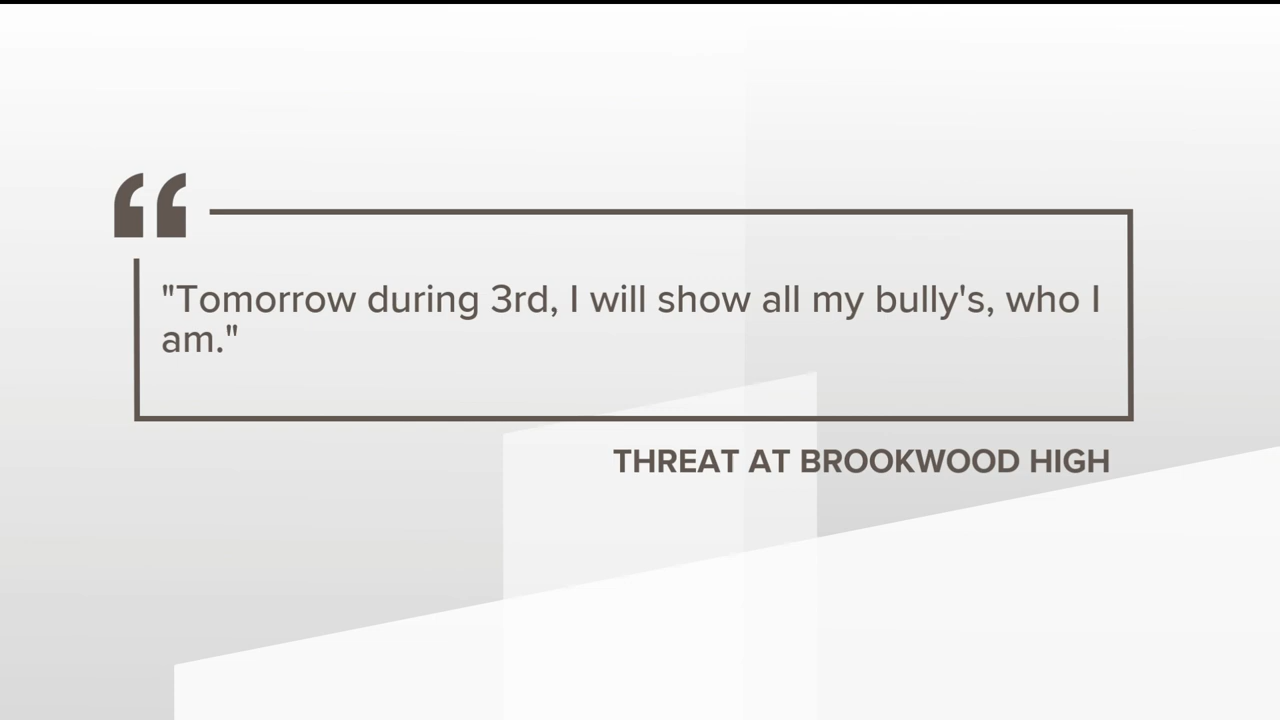 "Tomorrow during 3rd, I will show all my bully's, who I
am."
THREAT AT BROOKWOOD HIGH